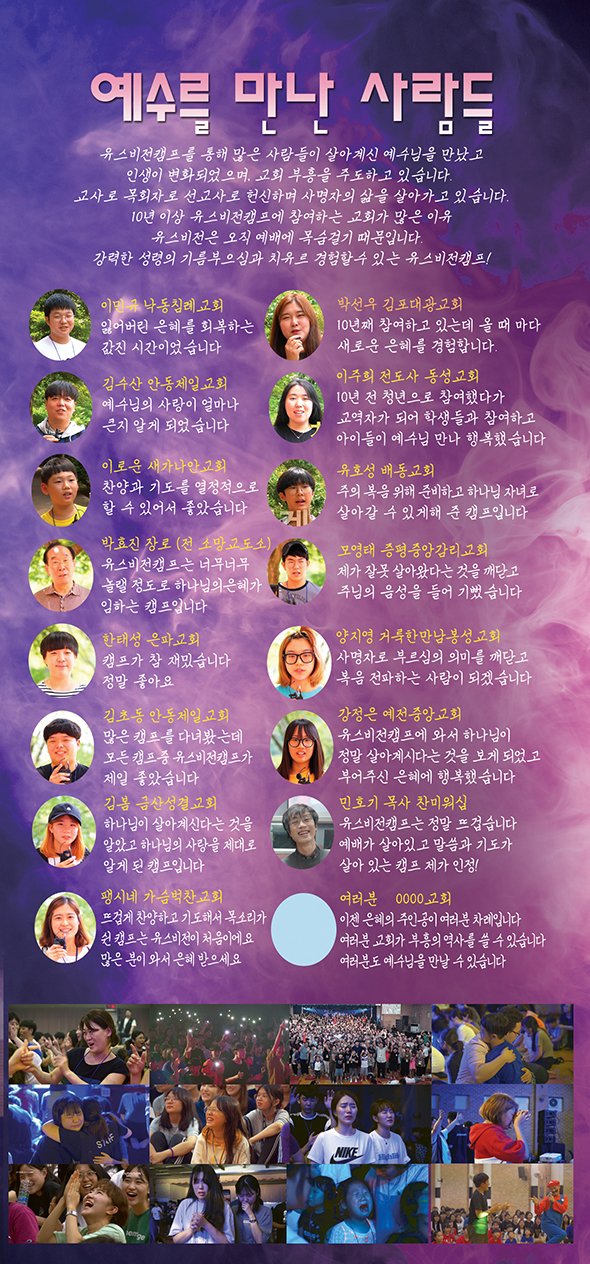 예수를 만난 사람들
유스비전캠프를 통해 많은 사람들이 살아계신 예수님을 만났고
인생이 변화되었으며, 교회 부흥을 주도하고 있습니다.
교사로 목회자로 선교사로 헌신하며 사명자의 삶을 살아가고 있습니다.
10년 이상 유스비전캠프에 참여하는 교회가 많은 이유
유스비전은 오직 예배에 목숨걸기 때문입니다.
강력한 성령의 기름부으심과 치유르 경험할수 있는 유스비전캠프!
이민규 낙동침례교회
잃어버린 은혜를 회복하는
값진 시간이었습니다
박선우 김포대광교회
10년째 참여하고 있는데 올 때 마다
새로운 은혜를 경험합니다.
김수산 안동제일교회
예수님의 사랑이 얼마나
큰지 알게 되었습니다
이주희 전도사 동성교회
10년 전 청년으로 참여했다가
교역자가 되어 학생들과 참여하고
아이들이 예수님 만나 행복했습니다
이로운 새가나안교회
찬양과 기도를 열정적으로
할 수 있어서 좋았습니다
유호성 배동교회
주의 복음 위해 준비하고 하나님 자녀로
살아갈 수 있게해 준 캠프입니다
박효진 장로 (전 소망교도소)
유스비전캠프는 너무너무
놀랠 정도로 하나님의은혜가
임하는 캠프입니다
모영태 증평중앙감리교회
제가 잘못 살아왔다는 것을 깨닫고
주님의 음성을 들어 기뻤습니다
한태성 은파교회
캠프가 참 재밌습니다
정말 좋아요
양지영 거룩한만남봉성교회
사명자로 부르심의 의미를 깨닫고
복음 전파하는 사람이 되겠습니다
김초동 안동제일교회
많은 캠프를 다녀봤는데
모든캠프중 유스비전캠프가
제일 좋았습니다
강정은 예전중앙교회
유스비전캠프에 와서 하나님이
정말 살아계시다는 것을 보게 되었고
부어주신 은혜에 행복했습니다
김봄 금산성결교회
하나님이 살아계신다는 것을
알았고 하나님의 사랑을 제대로
알게 된 캠프입니다
민호기 목사 찬미워십
유스비전캠프는 정말 뜨겁습니다
예배가 살아있고 말씀과 기도가
살아 있는 캠프 제가 인정!
팽시네 가슴벅찬교회
뜨겁게 찬양하고 기도해서 목소리가
쉰 캠프는 유스비전이 처음이에요
많은 분이 와서 은혜 받으세요
여러분 0000교회
이젠 은혜의 주인공이 여러분 차례입니다
여러분 교회가 부흥의 역사를 쓸 수 있습니다
여러분도 예수님을 만날 수 있습니다
STAFF
NIKE